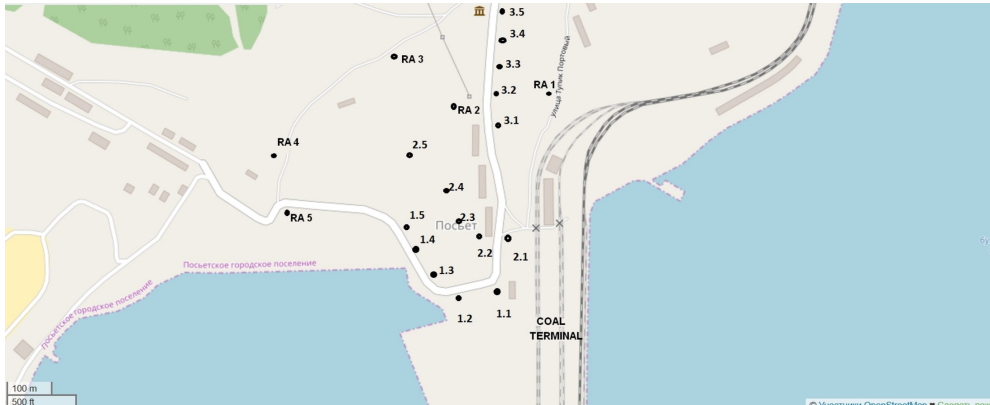 3.5
3.4
3.3
3.2
3.1
RA 1
RA 2
RA 3
RA 4
RA 5
улица Тупик Портовый
2.5
2.4
2.3
2.2
2.1
Посьет
1.5
1.4
1.3
1.2
1.1
Посьетское городское поселение
Посьетское городское поселение
COAL
TERMINAL
бу
100 m
500 ft
© Участники OpenStreetMap ♥